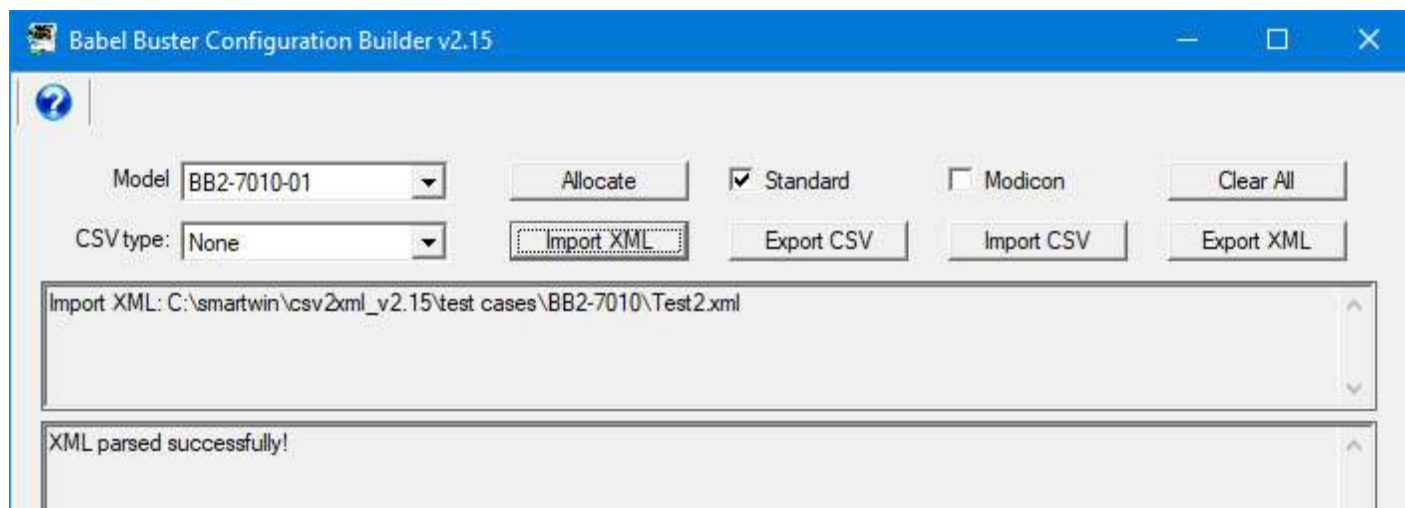 Babel Buster Configuration Builder v2.15
Model BB2-7010-01 Allocate Standard Modicon Clear All
CSV type: None Import XML Export CSV Import CSV Export XML
Import XML: C:\smartwin\csv2xml_v2.15\test cases\BB2-7010\Test2.xml
XML parsed successfully!